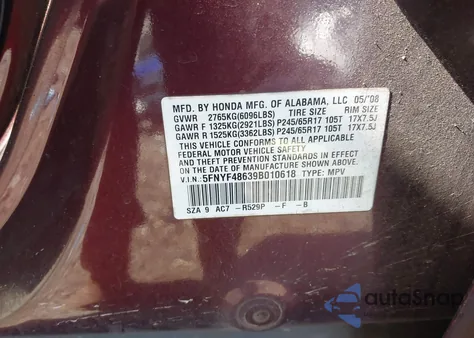 MFD. BY HONDA MFG. OF ALABAMA, LLC 05/'08
GVWR 2765KG(6096LBS) TIRE SIZE RIM SIZE
GAWR F 1325KG(2921LBS) P245/65R17 105T 17X7.5J
GAWR R 1525KG(3362LBS) P245/65R17 105T 17X7.5J
THIS VEHICLE CONFORMS TO ALL APPLICABLE
FEDERAL MOTOR VEHICLE SAFETY
AND THEFT PREVENTION STANDARDS IN EFFECT
ON THE DATE OF MANUFACTURE SHOWN ABOVE.
V.I.N.: 5FNYF48639B010618 TYPE: MPV
SZA 9 AC7 -R529P -F -B
autoSnap